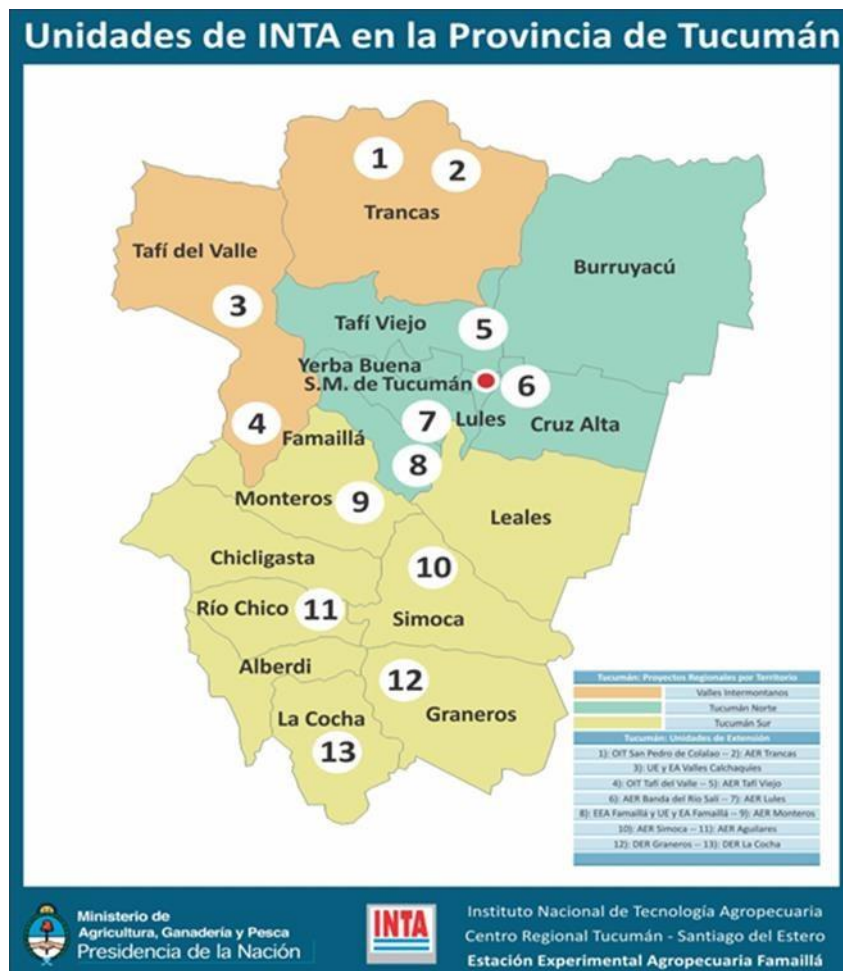 Unidades de INTA en la Provincia de Tucumán
1
2
Trancas
Tafí del Valle
Burruyacú
3
Tafí Viejo
5
Yerba Buena
S.M. de Tucumán
6
4
7
Lules
Cruz Alta
Famaillá
8
Monteros
9
Leales
Chicligasta
10
Río Chico
11
Simoca
Alberdi
12
La Cocha
Graneros
13
Tucumán: Proyectos Regionales por Territorio
Valles Intermontanos
Tucumán Norte
Tucumán Sur
Tucumán: Unidades de Extensión
1): OIT San Pedro de Colalao -- 2): AER Trancas
3): UE y EA Valles Calchaquies
4): OIT Tafí del Valle -- 5): AER Tafí Viejo
6): AER Banda del Río Salí -- 7): AER Lules
8): EEA Famaillá y UE y EA Famaillá -- 9): AER Monteros
10): AER Simoca -- 11): AER Aguilares
12): DER Graneros -- 13): DER La Cocha
Ministerio de
Agricultura, Ganadería y Pesca
Presidencia de la Nación
INTA
Instituto Nacional de Tecnología Agropecuaria
Centro Regional Tucumán - Santiago del Estero
Estación Experimental Agropecuaria Famaillá